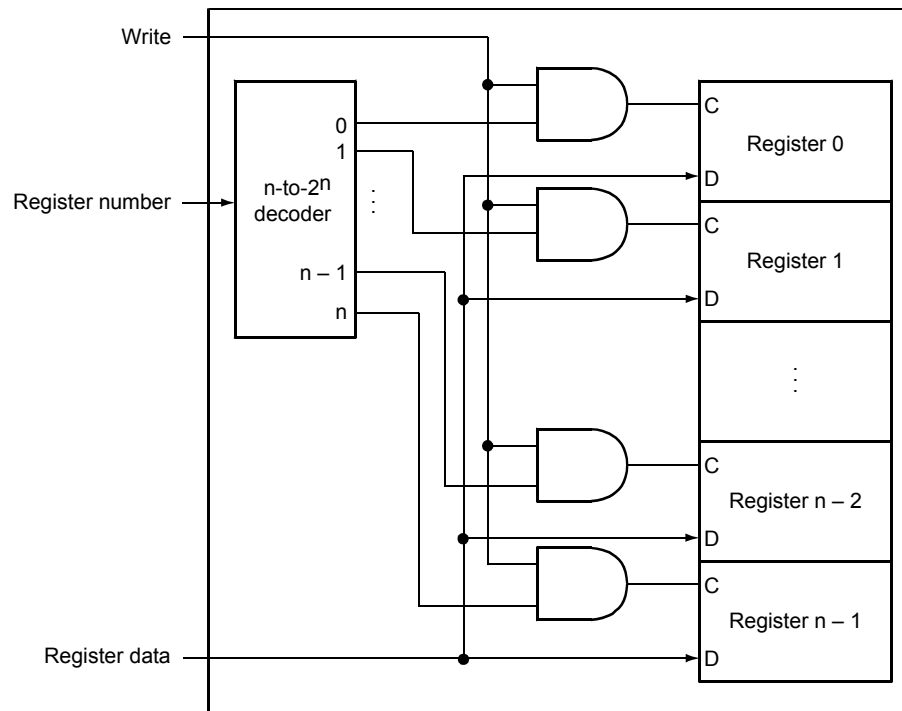 Write
C
0
Register 0
1
n-to-2ⁿ
decoder
⋮
Register number
D
C
Register 1
n – 1
D
n
⋮
C
Register n – 2
D
C
Register n – 1
Register data
D